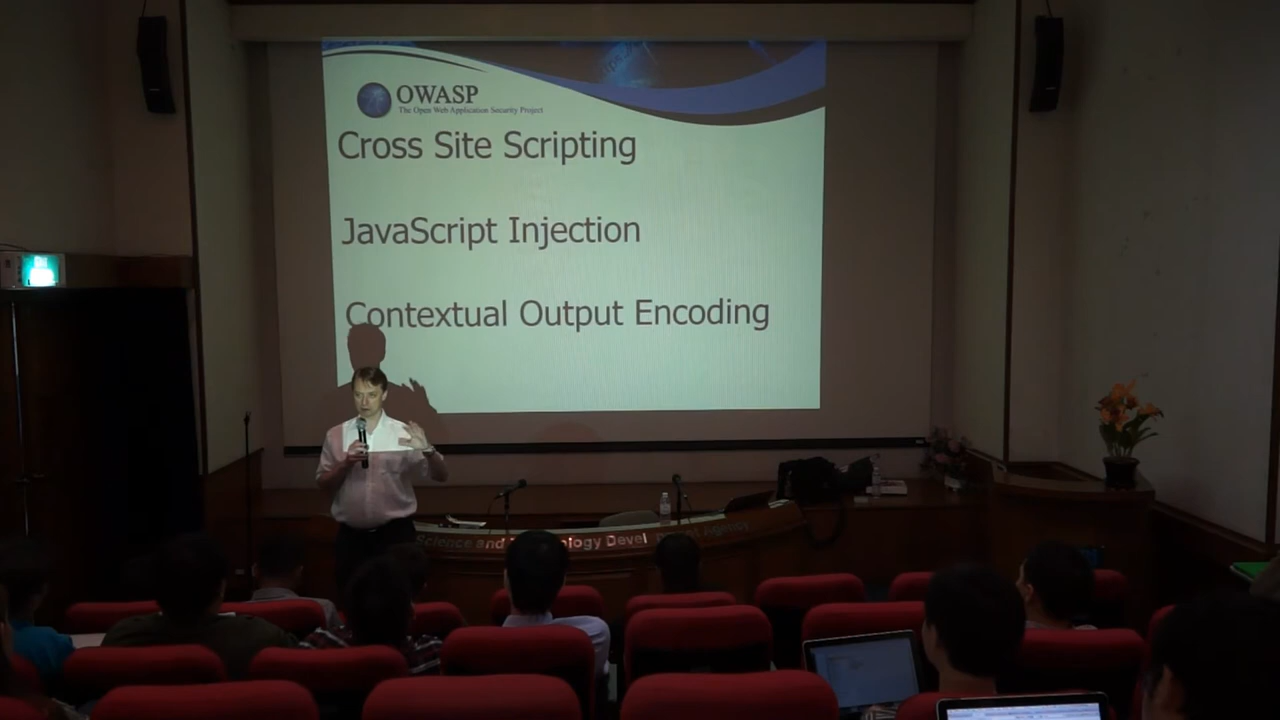 OWASP
The Open Web Application Security Project
Cross Site Scripting
JavaScript Injection
Contextual Output Encoding
Science and
ology Devel
Agency